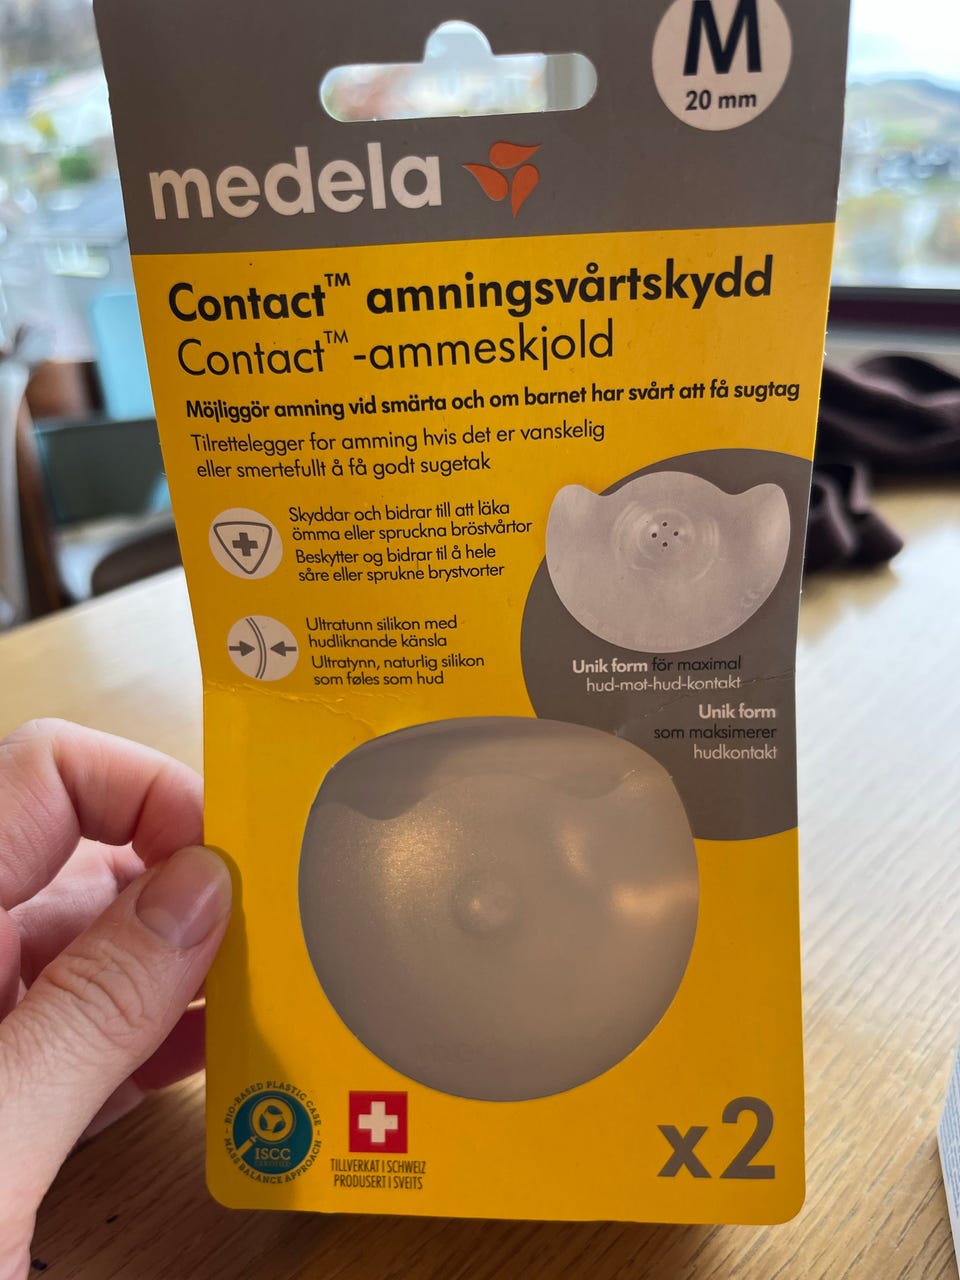 M
20 mm
medela
Contact™ amningsvårtskydd
Contact™-ammeskjold
Möjliggör amning vid smärta och om barnet har svårt att få sugtag
Tilrettelegger for amming hvis det er vanskelig
eller smertefullt å få godt sugetak
Skyddar och bidrar till att läka
ömma eller spruckna bröstvårtor
Beskytter og bidrar til å hele
såre eller sprukne brystvorter
Ultratunn silikon med
hudliknande känsla
Ultratynn, naturlig silikon
som føles som hud
Unik form för maximal
hud-mot-hud-kontakt
Unik form
som maksimerer
hudkontakt
BIO-BASED PLASTIC CASE
MASS BALANCE APPROACH
ISCC
CERTIFIED
TILLVERKAT I SCHWEIZ
PRODUSERT I SVEITS
x2